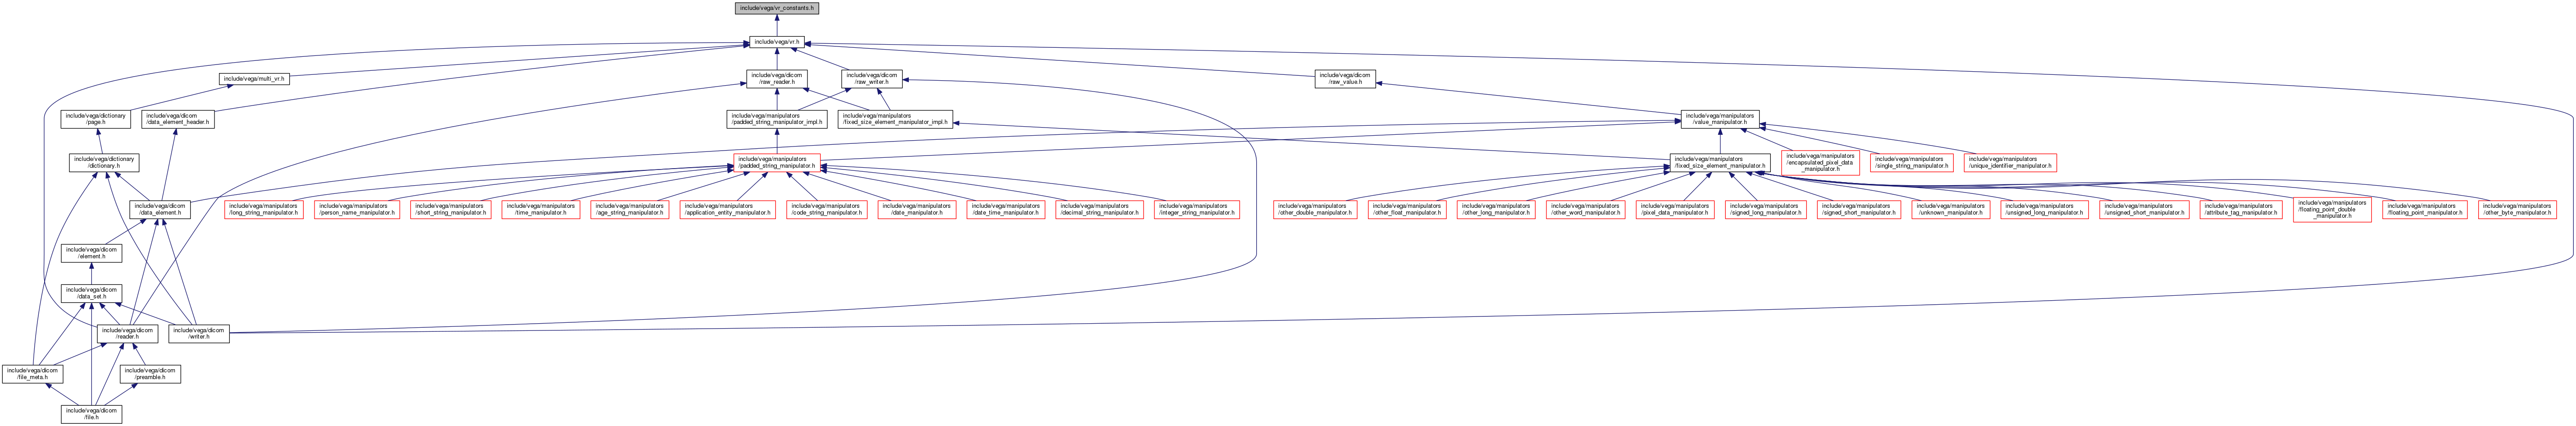 include/vega/vr_constants.h
include/vega/vr.h
include/vega/multi_vr.h
include/vega/dicom
/raw_reader.h
include/vega/dicom
/raw_writer.h
include/vega/dicom
/raw_value.h
include/vega/dictionary
/page.h
include/vega/dicom
/data_element_header.h
include/vega/manipulators
/padded_string_manipulator_impl.h
include/vega/manipulators
/fixed_size_element_manipulator_impl.h
include/vega/manipulators
/value_manipulator.h
include/vega/dictionary
/dictionary.h
include/vega/manipulators
/padded_string_manipulator.h
include/vega/manipulators
/fixed_size_element_manipulator.h
include/vega/manipulators
/encapsulated_pixel_data
_manipulator.h
include/vega/manipulators
/single_string_manipulator.h
include/vega/manipulators
/unique_identifier_manipulator.h
include/vega/dicom
/data_element.h
include/vega/manipulators
/long_string_manipulator.h
include/vega/manipulators
/person_name_manipulator.h
include/vega/manipulators
/short_string_manipulator.h
include/vega/manipulators
/time_manipulator.h
include/vega/manipulators
/age_string_manipulator.h
include/vega/manipulators
/application_entity_manipulator.h
include/vega/manipulators
/code_string_manipulator.h
include/vega/manipulators
/date_manipulator.h
include/vega/manipulators
/date_time_manipulator.h
include/vega/manipulators
/decimal_string_manipulator.h
include/vega/manipulators
/integer_string_manipulator.h
include/vega/manipulators
/other_double_manipulator.h
include/vega/manipulators
/other_float_manipulator.h
include/vega/manipulators
/other_long_manipulator.h
include/vega/manipulators
/other_word_manipulator.h
include/vega/manipulators
/pixel_data_manipulator.h
include/vega/manipulators
/signed_long_manipulator.h
include/vega/manipulators
/signed_short_manipulator.h
include/vega/manipulators
/unknown_manipulator.h
include/vega/manipulators
/unsigned_long_manipulator.h
include/vega/manipulators
/unsigned_short_manipulator.h
include/vega/manipulators
/attribute_tag_manipulator.h
include/vega/manipulators
/floating_point_double
_manipulator.h
include/vega/manipulators
/floating_point_manipulator.h
include/vega/manipulators
/other_byte_manipulator.h
include/vega/dicom
/element.h
include/vega/dicom
/data_set.h
include/vega/dicom
/reader.h
include/vega/dicom
/writer.h
include/vega/dicom
/file_meta.h
include/vega/dicom
/preamble.h
include/vega/dicom
/file.h